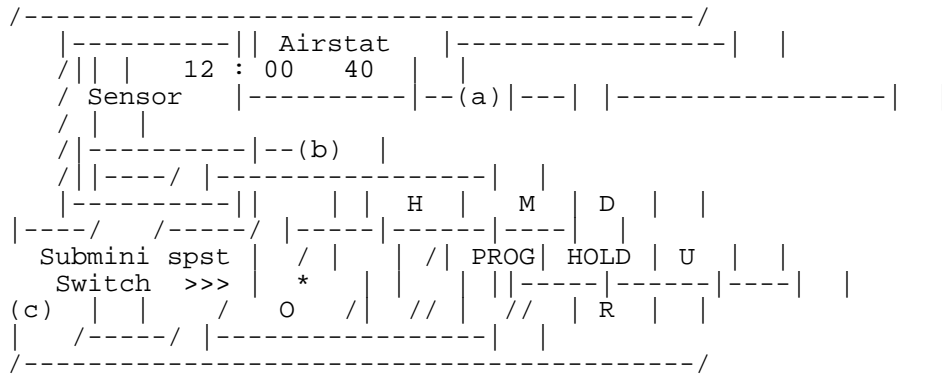 /-------------------------------------------/
|----------|| Airstat |-----------------| |
/|| | 12 : 00 40 | |
/ Sensor |----------|--(a)|---| |-----------------| |
/ | |
/|----------|--(b) |
/||----/ |-----------------| |
|----------|| | | H | M | D | |
|----/ /-----/ |-----|------|----| |
Submini spst | / | | /| PROG| HOLD | U | |
Switch >>> | * | | | ||-----|------|----| |
(c) | | / O /| // | // | R | |
| /-----/ |-----------------| |
/-------------------------------------------/